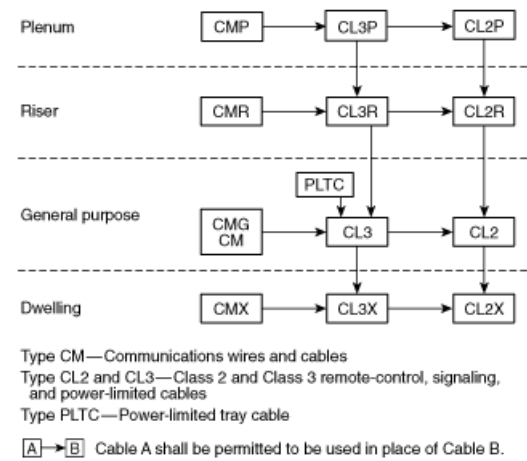 Plenum CMP CL3P CL2P
Riser CMR CL3R CL2R
PLTC
General purpose CMG CM CL3 CL2
Dwelling CMX CL3X CL2X
Type CM—Communications wires and cables
Type CL2 and CL3—Class 2 and Class 3 remote-control, signaling,
and power-limited cables
Type PLTC—Power-limited tray cable
A B Cable A shall be permitted to be used in place of Cable B.